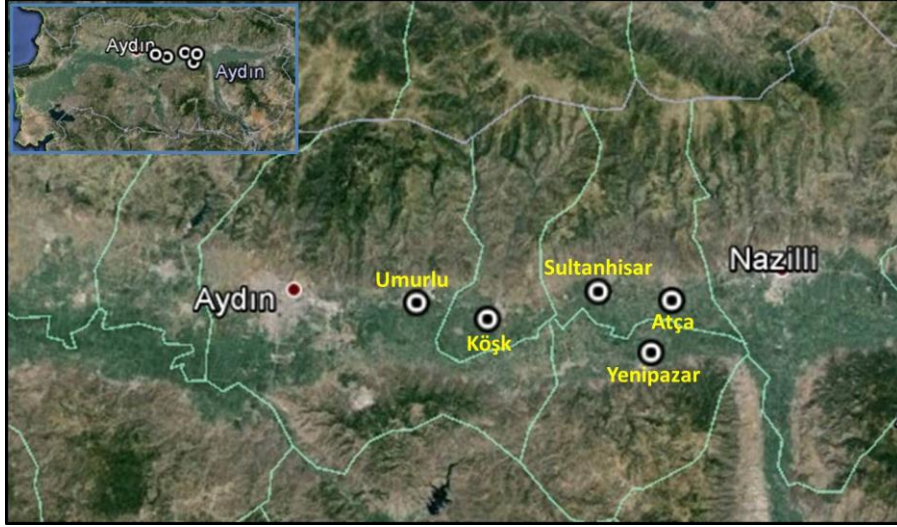 Aydın
Aydın
Nazilli
Sultanhisar
Umurlu
Aydın
Atça
Köşk
Yenipazar